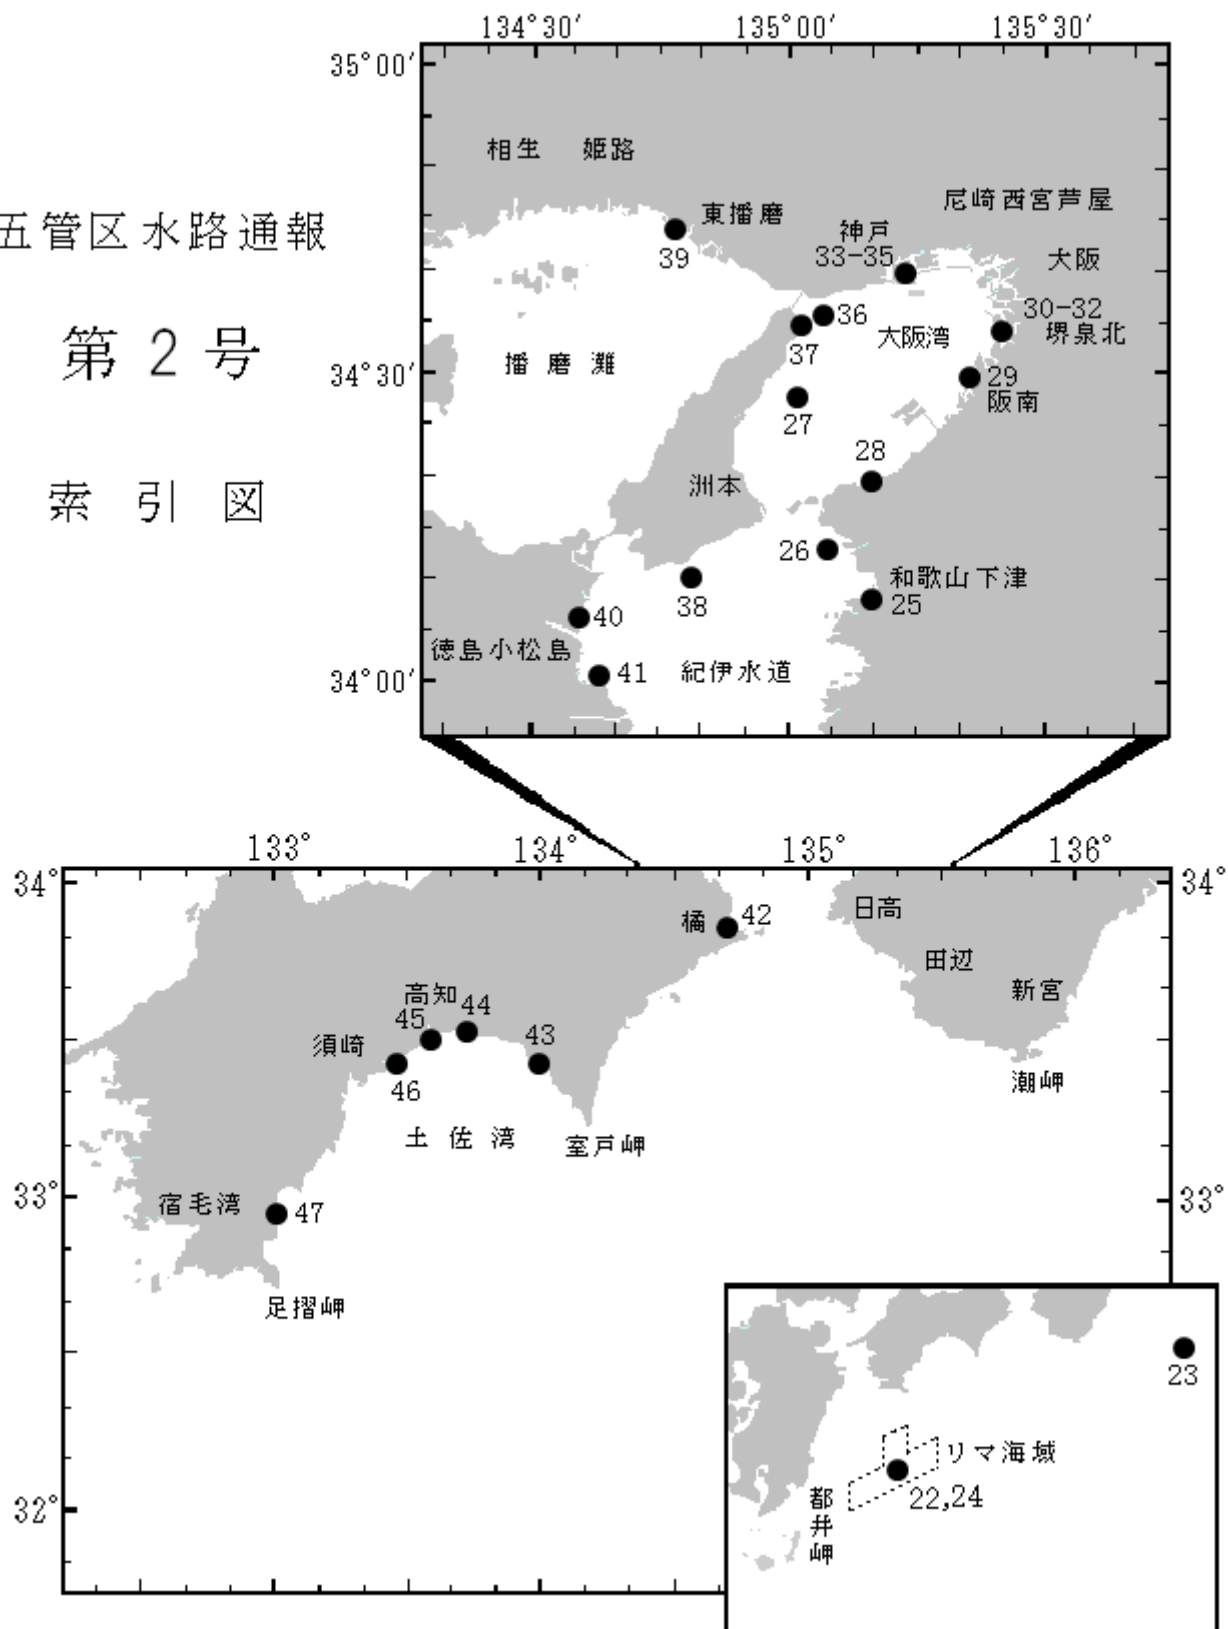 134°30′ 135°00′ 135°30′
35°00′
相生 姫路
尼崎西宮芦屋
東播磨
39
神戸
33-35
大阪
五管区水路通報
30-32
堺泉北
36
37
大阪湾
第2号
播磨灘
34°30′
29
阪南
27
28
索引図
洲本
26
和歌山下津
25
38
40
徳島小松島
41
紀伊水道
34°00′
133° 134° 135° 136°
34° 34°
橘 42
日高
田辺
新宮
潮岬
高知
44
45
43
須崎
46
土佐湾
室戸岬
33° 33°
宿毛湾
47
足摺岬
23
リマ海域
22,24
都井岬
32°